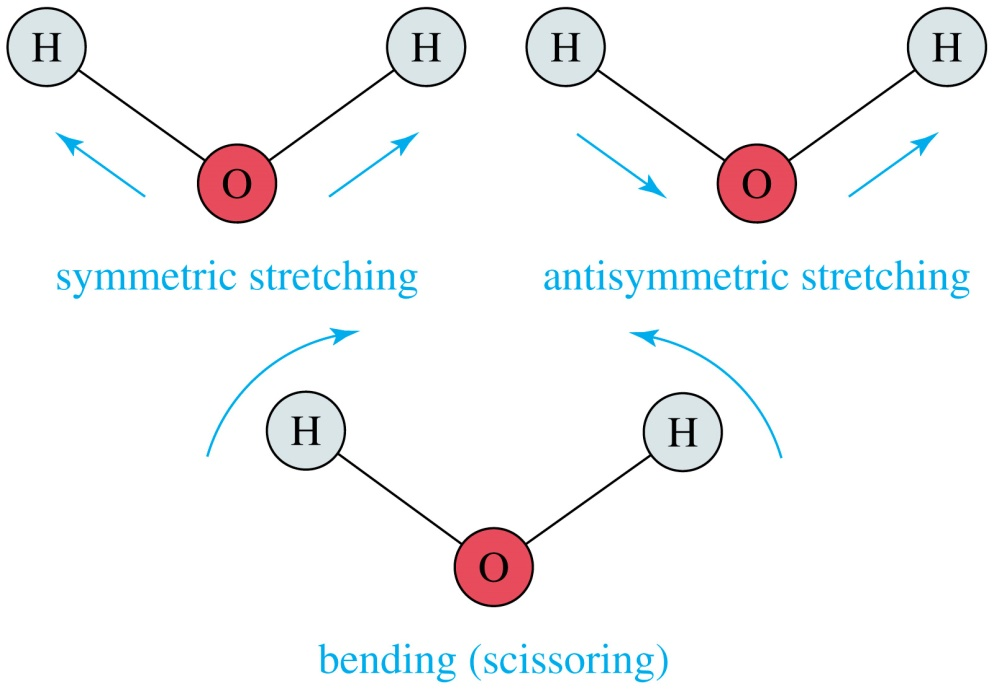 H H H H
O O
symmetric stretching antisymmetric stretching
H H
O
bending (scissoring)